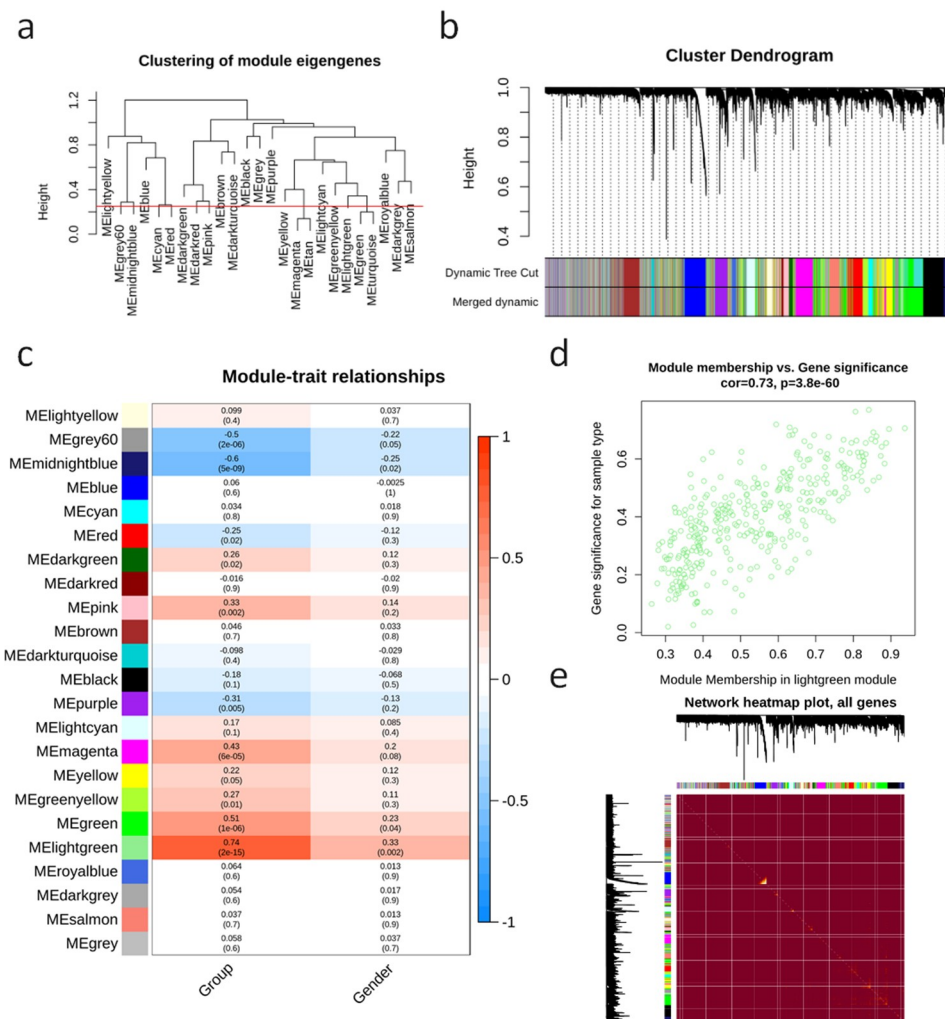 a
Clustering of module eigengenes
Height
0.0
0.4
0.8
1.2
MElightyellow
MEgrey60
MEmidnightblue
MEblue
MEcyan
MEred
MEdarkgreen
MEdarkred
MEpink
MEbrown
MEdarkturquoise
MEblack
MEgrey
MEpurple
MEyellow
MEmagenta
MEtan
MElightcyan
MEgreenyellow
MElightgreen
MEgreen
MEturquoise
MEroyalblue
MEdarkgrey
MEsalmon
b
Cluster Dendrogram
Height
1.0
0.8
0.6
0.4
Dynamic Tree Cut
Merged dynamic
c
Module-trait relationships
MElightyellow 0.099 0.037
(0.4) (0.7)
MEgrey60 -0.5 -0.22
(2e-06) (0.05)
MEmidnightblue -0.6 -0.25
(5e-09) (0.02)
MEblue 0.06 -0.0025
(0.6) (1)
MEcyan 0.034 0.018
(0.8) (0.9)
MEred -0.25 -0.12
(0.02) (0.3)
MEdarkgreen 0.26 0.12
(0.02) (0.3)
MEdarkred -0.016 -0.02
(0.9) (0.9)
MEpink 0.33 0.14
(0.002) (0.2)
MEbrown 0.046 0.033
(0.7) (0.8)
MEdarkturquoise -0.098 -0.029
(0.4) (0.8)
MEblack -0.18 -0.068
(0.1) (0.5)
MEpurple -0.31 -0.13
(0.005) (0.2)
MElightcyan 0.17 0.085
(0.1) (0.4)
MEmagenta 0.43 0.2
(6e-05) (0.08)
MEyellow 0.22 0.12
(0.05) (0.3)
MEgreenyellow 0.27 0.11
(0.01) (0.3)
MEgreen 0.51 0.23
(1e-06) (0.04)
MElightgreen 0.74 0.33
(2e-15) (0.002)
MEroyalblue 0.064 0.013
(0.6) (0.9)
MEdarkgrey 0.054 0.017
(0.6) (0.9)
MEsalmon 0.037 0.013
(0.7) (0.9)
MEgrey 0.058 0.037
(0.6) (0.7)
Group Gender
1
0.5
0
-0.5
-1
d
Module membership vs. Gene significance
cor=0.73, p=3.8e-60
Gene significance for sample type
0.0
0.2
0.4
0.6
0.3 0.4 0.5 0.6 0.7 0.8 0.9
Module Membership in lightgreen module
e
Network heatmap plot, all genes